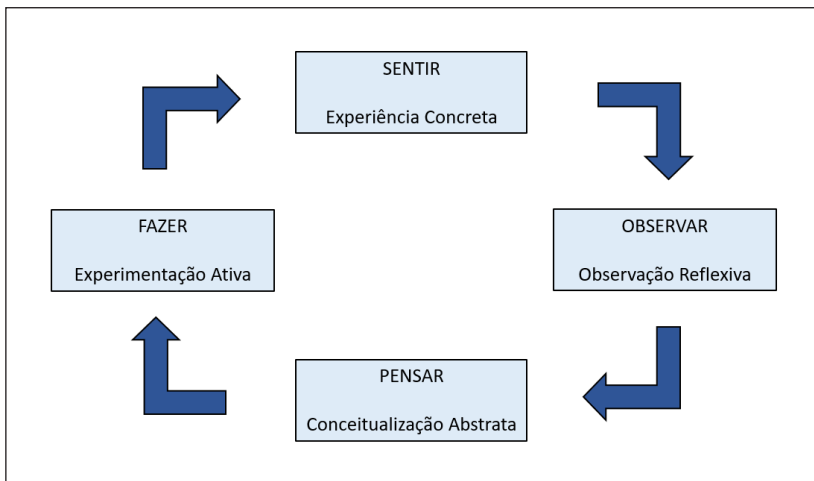 SENTIR
Experiência Concreta
FAZER
Experimentação Ativa
OBSERVAR
Observação Reflexiva
PENSAR
Conceitualização Abstrata